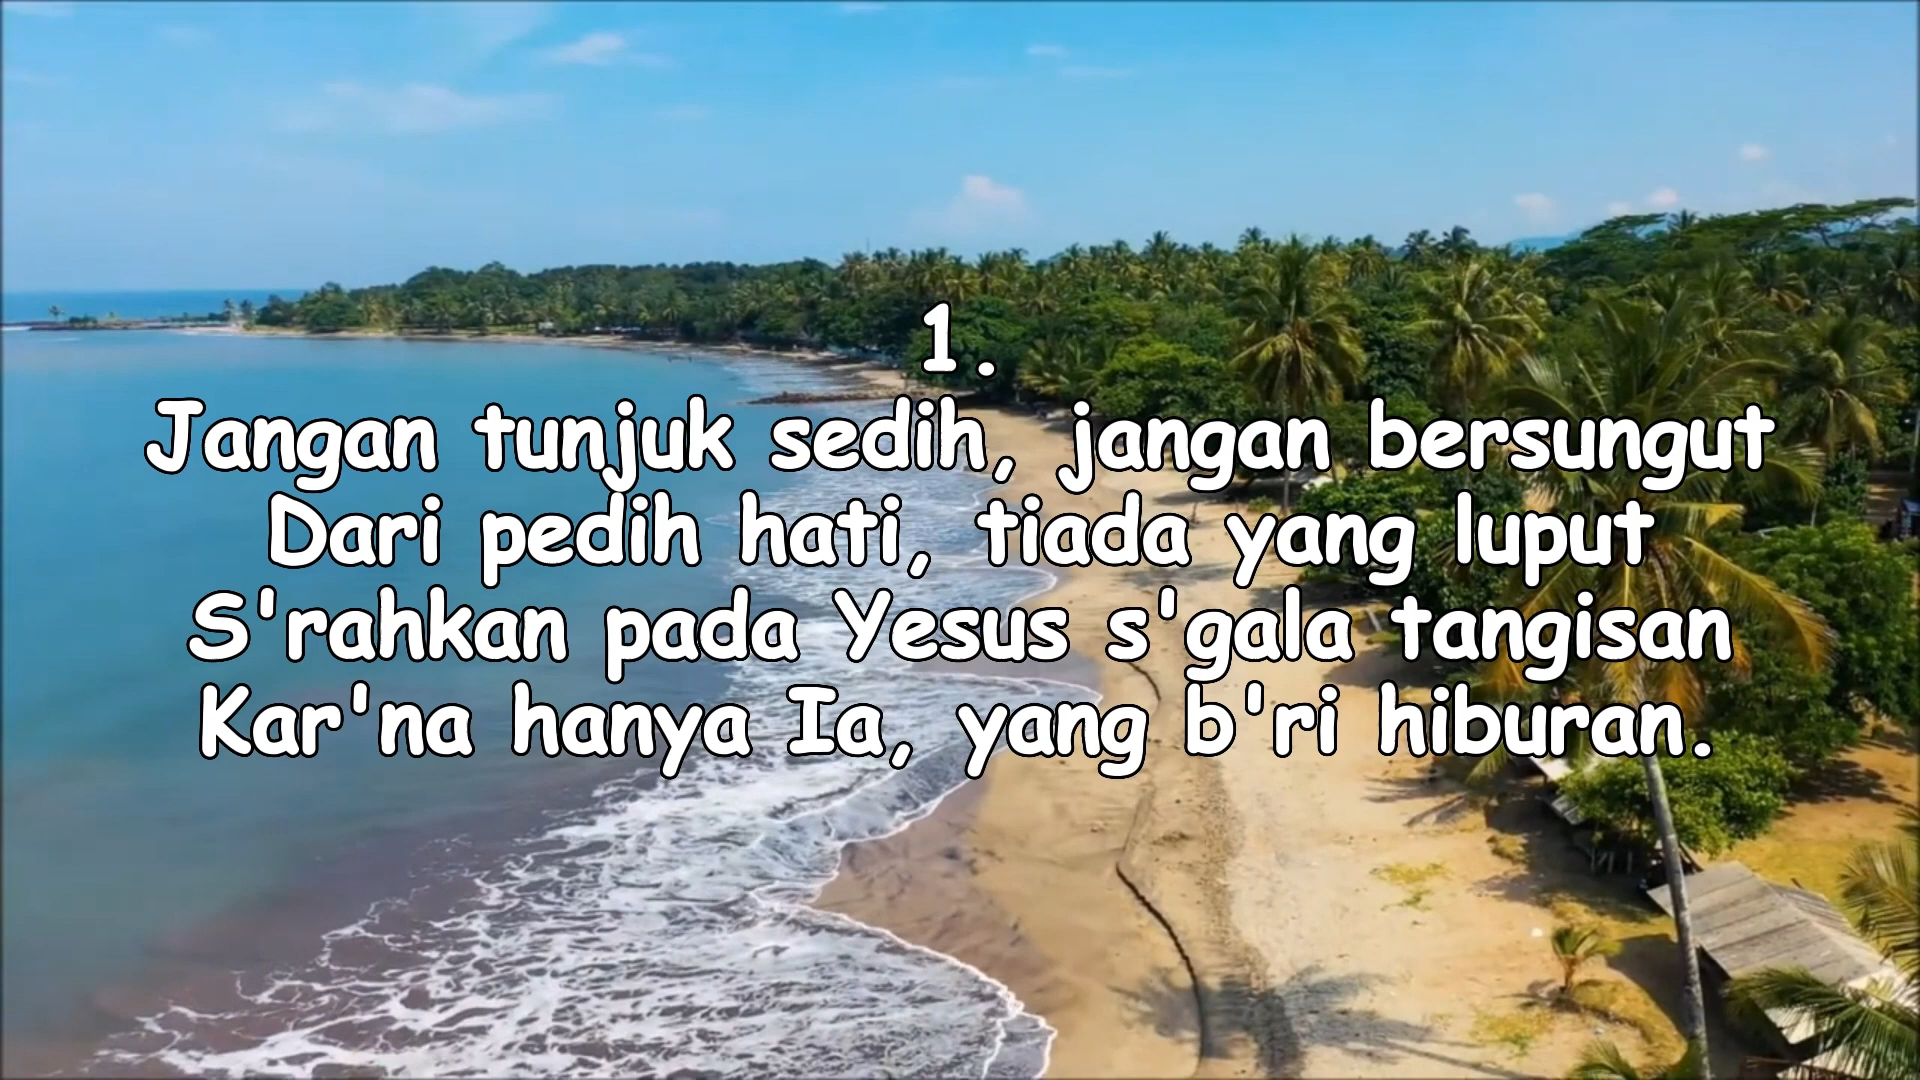 1.
Jangan tunjuk sedih, jangan bersungut
Dari pedih hati, tiada yang luput
S'rahkan pada Yesus s'gala tangisan
Kar'na hanya Ia, yang b'ri hiburan.